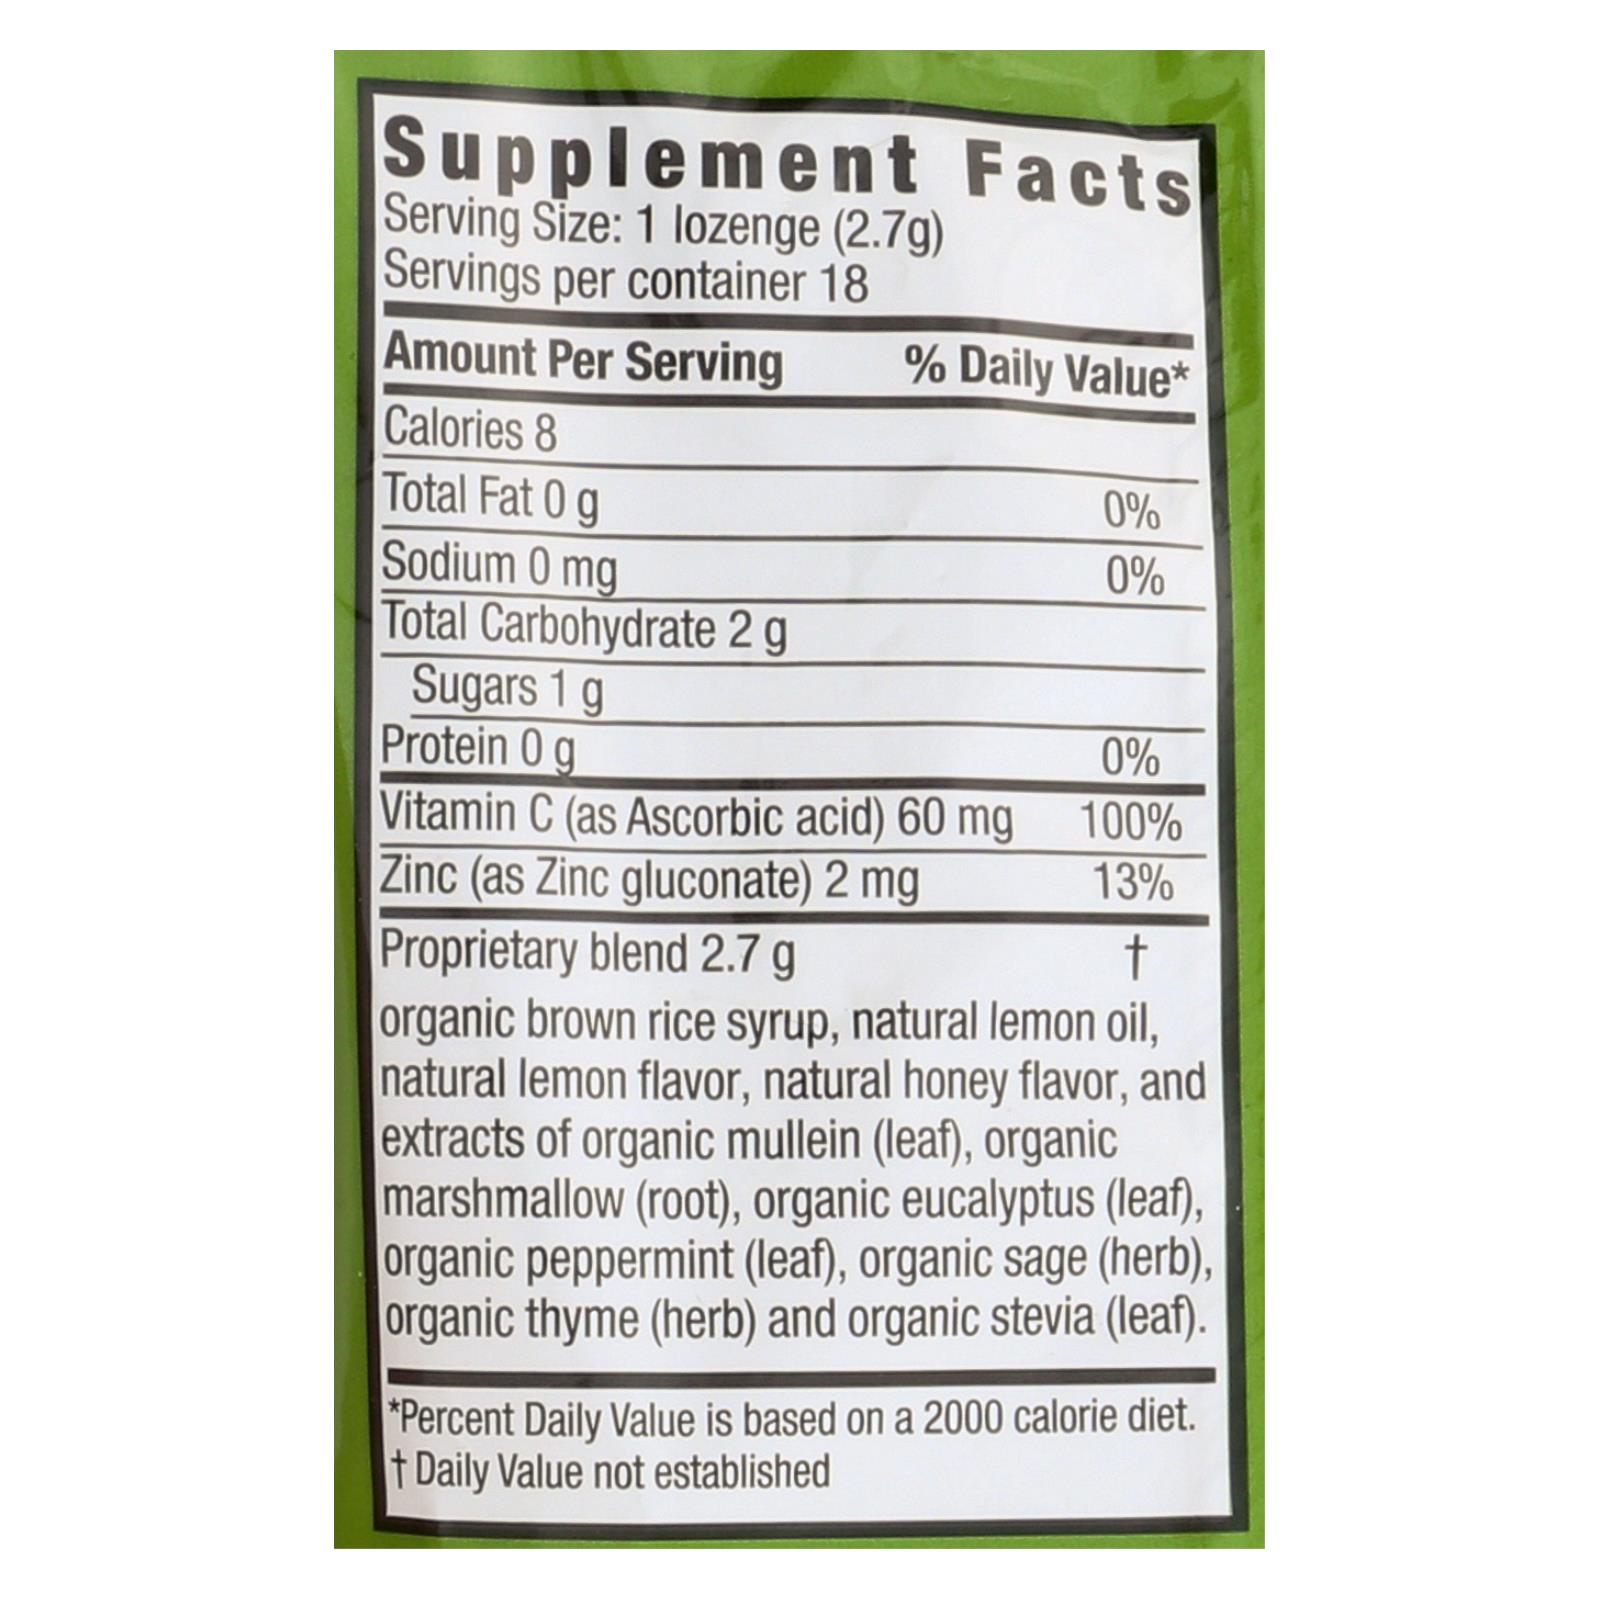 Supplement Facts
Serving Size: 1 lozenge (2.7g)
Servings per container 18
Amount Per Serving % Daily Value*
Calories 8
Total Fat 0 g 0%
Sodium 0 mg 0%
Total Carbohydrate 2 g
Sugars 1 g
Protein 0 g 0%
Vitamin C (as Ascorbic acid) 60 mg 100%
Zinc (as Zinc gluconate) 2 mg 13%
Proprietary blend 2.7 g †
organic brown rice syrup, natural lemon oil,
natural lemon flavor, natural honey flavor, and
extracts of organic mullein (leaf), organic
marshmallow (root), organic eucalyptus (leaf),
organic peppermint (leaf), organic sage (herb),
organic thyme (herb) and organic stevia (leaf).
*Percent Daily Value is based on a 2000 calorie diet.
† Daily Value not established